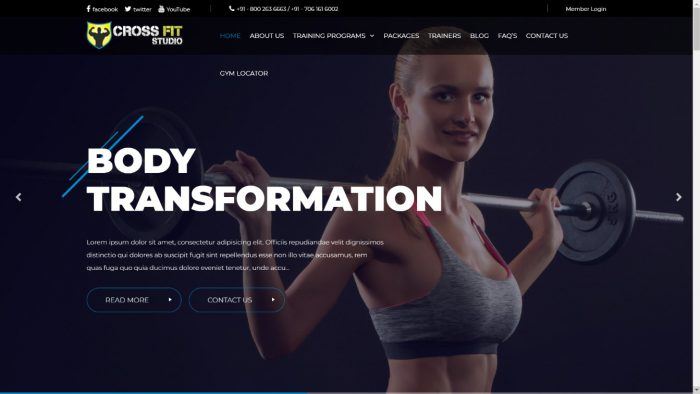 facebook twitter YouTube +91 - 800 263 6663 / +91 - 706 161 6002 Member Login
CROSS FIT
STUDIO
HOME ABOUT US TRAINING PROGRAMS PACKAGES TRAINERS BLOG FAQ'S CONTACT US
GYM LOCATOR
BODY
TRANSFORMATION
Lorem ipsum dolor sit amet, consectetur adipisicing elit. Officiis repudiandae velit dignissimos
distinctio qui dolores ab suscipit fugit sint repellendus esse non illo vitae accusamus, rem
quas fuga quo quia ducimus dolore eveniet tenetur, unde accu...
READ MORE CONTACT US